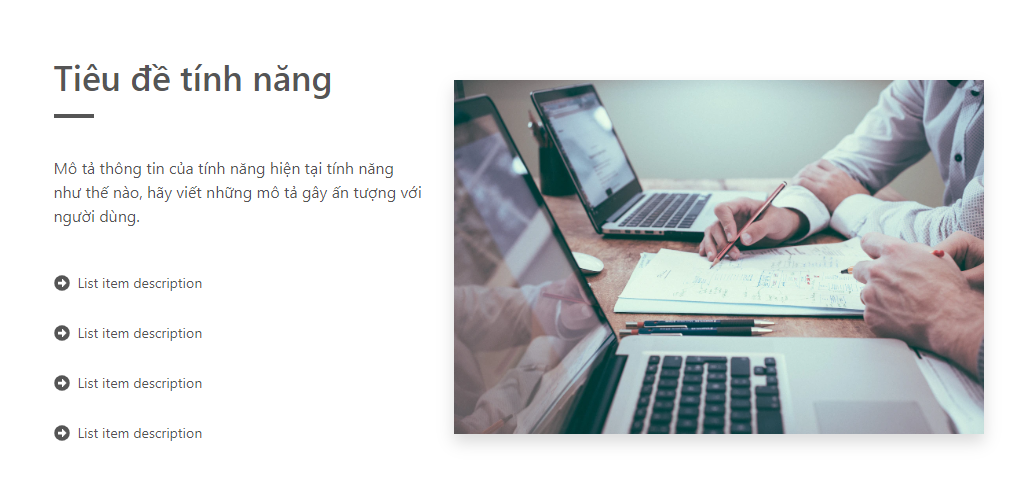 Tiêu đề tính năng
Mô tả thông tin của tính năng hiện tại tính năng
như thế nào, hãy viết những mô tả gây ấn tượng với
người dùng.
List item description
List item description
List item description
List item description